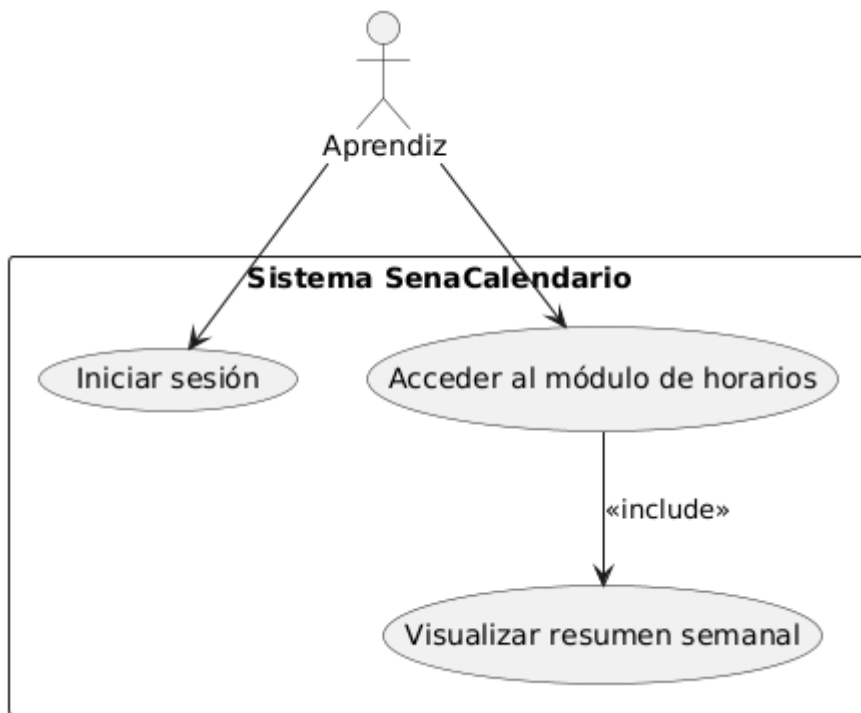 Aprendiz
Sistema SenaCalendario
Iniciar sesión
Acceder al módulo de horarios
«include»
Visualizar resumen semanal